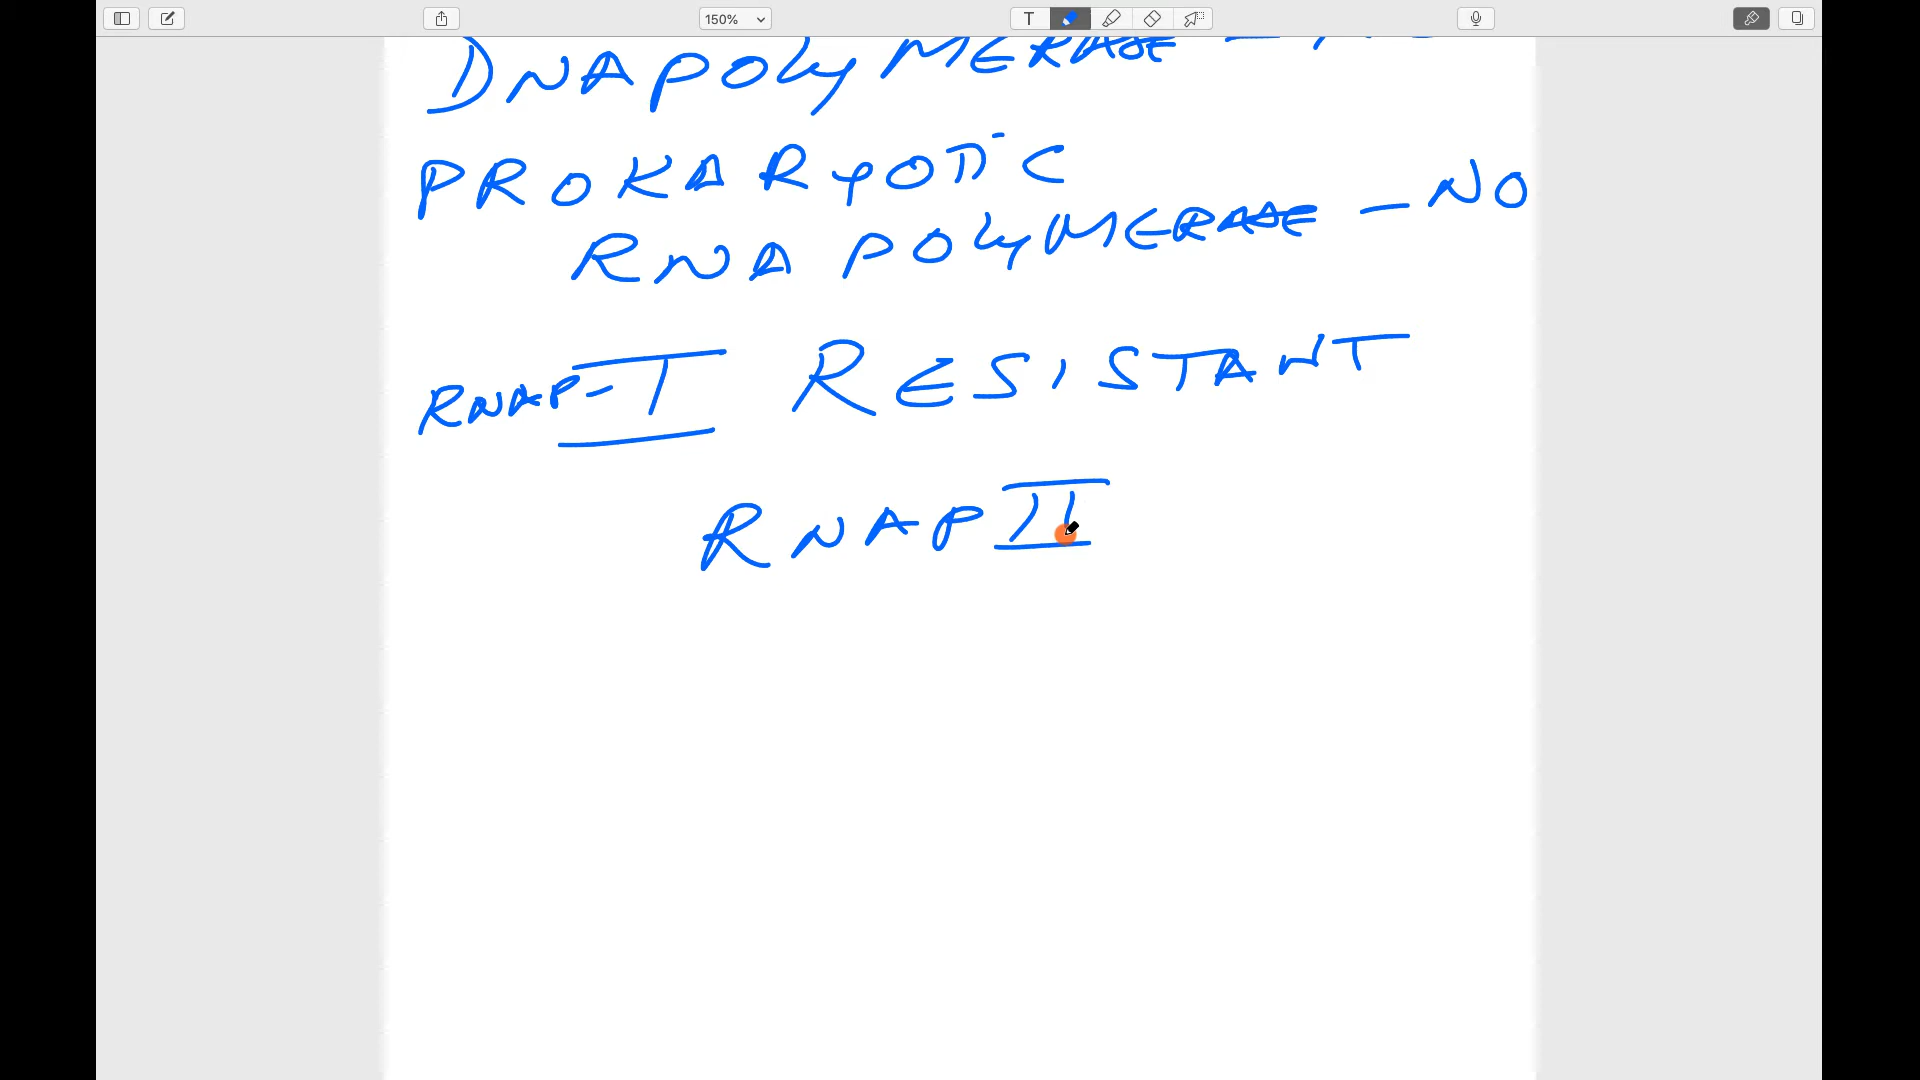 150%
T
DNA POLYMERASE -
PROKARYOTIC
RNA POLYMERASE - NO
RNAP-I RESISTANT
RNAP II